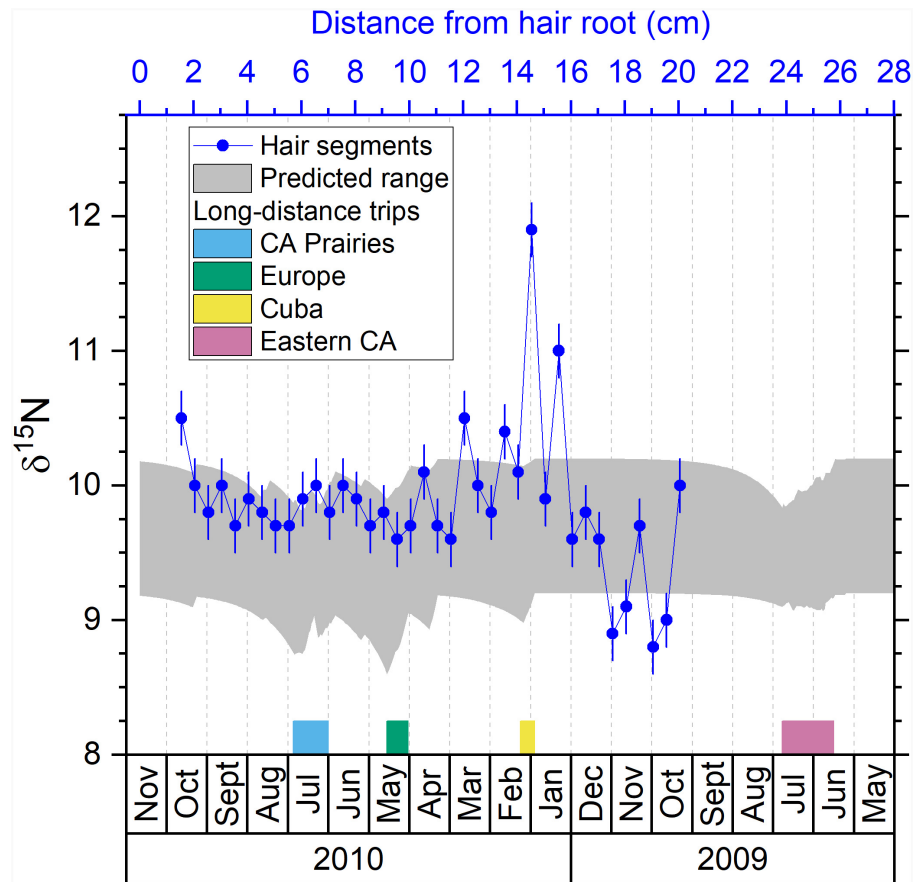 Distance from hair root (cm)
0 2 4 6 8 10 12 14 16 18 20 22 24 26 28
Hair segments
Predicted range
Long-distance trips
CA Prairies
Europe
Cuba
Eastern CA
12
11
10
9
8
δ¹⁵N
Nov Oct Sept Aug Jul Jun May Apr Mar Feb Jan Dec Nov Oct Sept Aug Jul Jun May
2010 2009